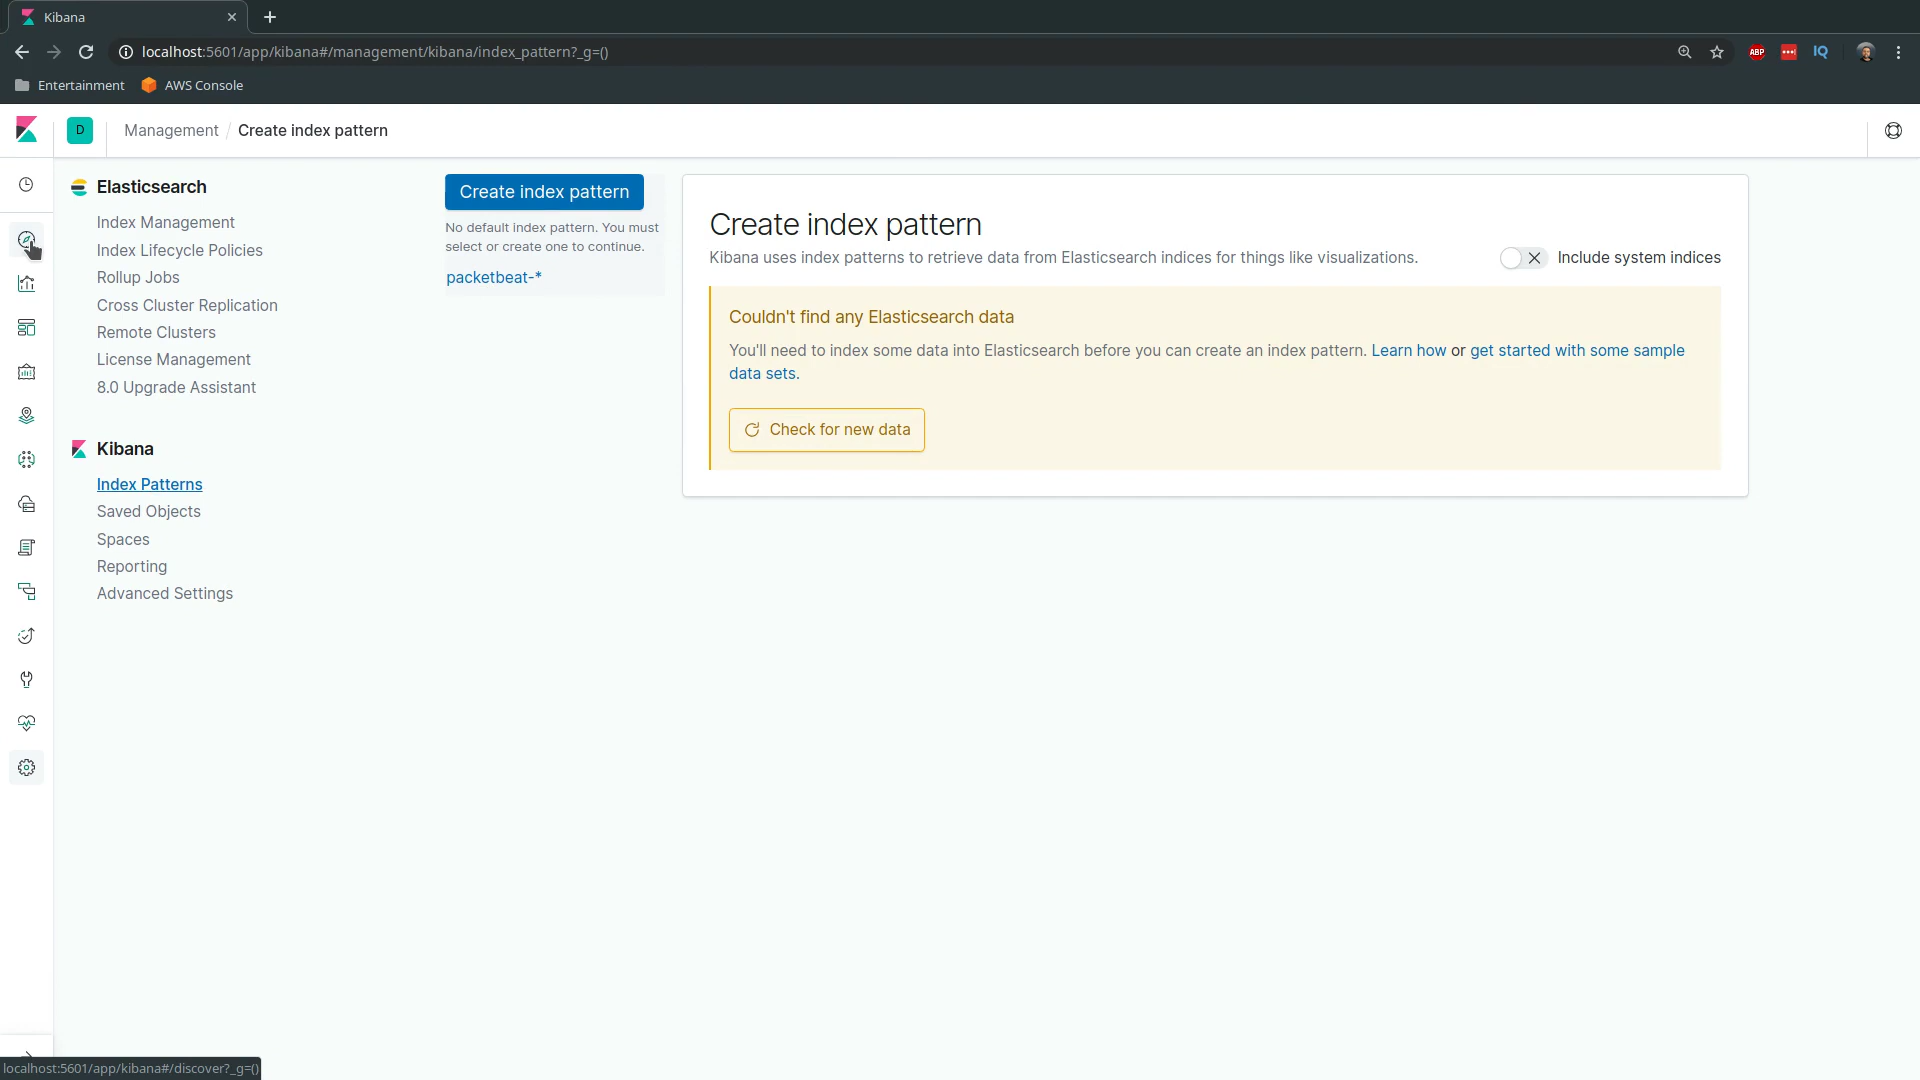 Kibana
localhost:5601/app/kibana#/management/kibana/index_pattern?_g=()
ABP
IQ
Entertainment
AWS Console
D
Management / Create index pattern
Elasticsearch
Index Management
Index Lifecycle Policies
Rollup Jobs
Cross Cluster Replication
Remote Clusters
License Management
8.0 Upgrade Assistant
Kibana
Index Patterns
Saved Objects
Spaces
Reporting
Advanced Settings
Create index pattern
No default index pattern. You must
select or create one to continue.
packetbeat-*
Create index pattern
Kibana uses index patterns to retrieve data from Elasticsearch indices for things like visualizations.
Include system indices
Couldn't find any Elasticsearch data
You'll need to index some data into Elasticsearch before you can create an index pattern. Learn how or get started with some sample
data sets.
Check for new data
localhost:5601/app/kibana#/discover?_g=()